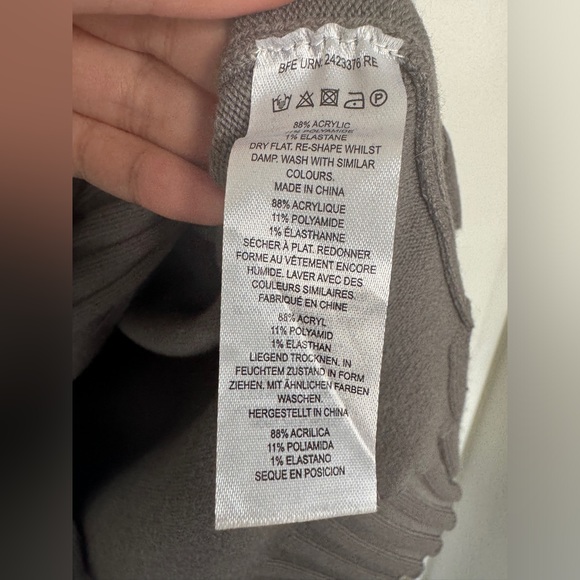 BFE URN: 2423376 RE
88% ACRYLIC
11% POLYAMIDE
1% ELASTANE
DRY FLAT. RE-SHAPE WHILST
DAMP. WASH WITH SIMILAR
COLOURS.
MADE IN CHINA
88% ACRYLIQUE
11% POLYAMIDE
1% ÉLASTHANNE
SÉCHER À PLAT. REDONNER
FORME AU VÊTEMENT ENCORE
HUMIDE. LAVER AVEC DES
COULEURS SIMILAIRES.
FABRIQUÉ EN CHINE
88% ACRYL
11% POLYAMID
1% ELASTHAN
LIEGEND TROCKNEN. IN
FEUCHTEM ZUSTAND IN FORM
ZIEHEN. MIT ÄHNLICHEN FARBEN
WASCHEN.
HERGESTELLT IN CHINA
88% ACRILICA
11% POLIAMIDA
1% ELASTANO
SEQUE EN POSICION